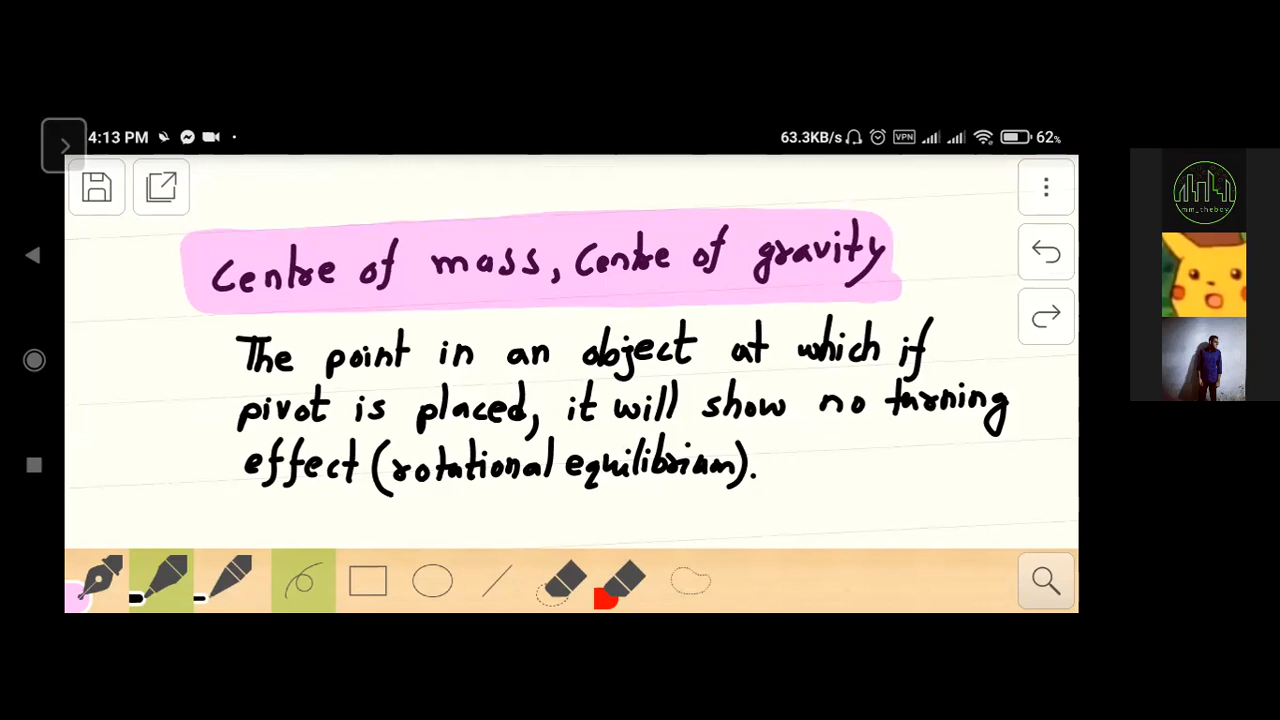 4:13 PM
63.3KB/s VPN 62%
Centre of mass, Centre of gravity
The point in an object at which if
pivot is placed, it will show no turning
effect (rotational equilibrium).
mm_theboy